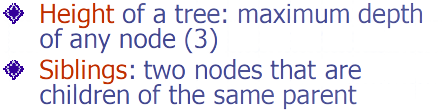 Height of a tree: maximum depth
of any node (3)
Siblings: two nodes that are
children of the same parent